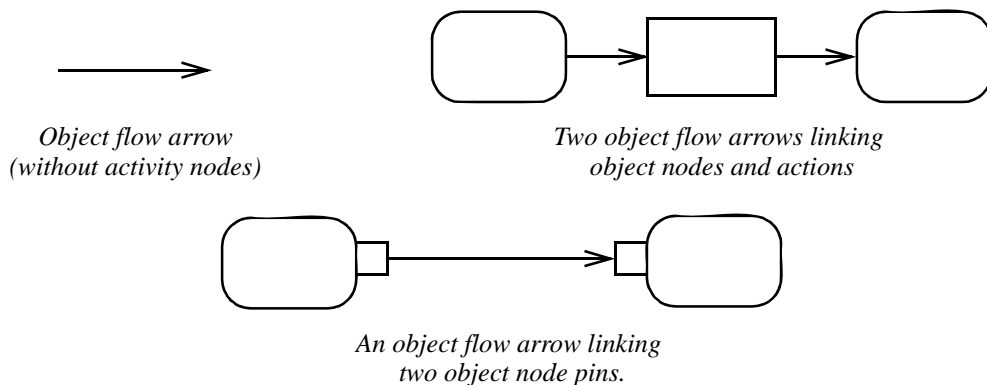 Object flow arrow
(without activity nodes)
Two object flow arrows linking
object nodes and actions
An object flow arrow linking
two object node pins.